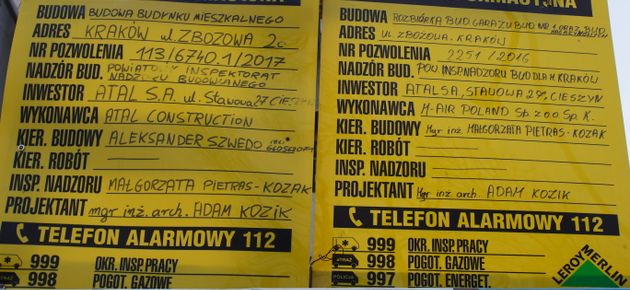 BUDOWA BUDOWA BUDYNKU MIESZKALNEGO
ADRES KRAKÓW ul. ZBOŻOWA 2c
NR POZWOLENIA 113/6740.1/2017
NADZÓR BUD. POWIATOWY INSPEKTORAT
NADZORU BUDOWLANEGO
INWESTOR ATAL S.A. ul. Stawowa 27 CIESZYN
WYKONAWCA ATAL CONSTRUCTION
KIER. BUDOWY ALEKSANDER SZWEDO
KIER. ROBÓT
INSP. NADZORU MAŁGORZATA PIETRAS-KOZAK
PROJEKTANT mgr inż. arch. ADAM KOZIK
TELEFON ALARMOWY 112
999 OKR. INSP. PRACY
998 POGOT. GAZOWE
BUDOWA ROZBIÓRKA BUD GARAŻU BUD NR 1 ORAZ BUD
ADRES UL ZBOŻOWA. KRAKÓW
NR POZWOLENIA 2251/2016
NADZÓR BUD. POW. INSP NADZORU BUD DLA M. KRAKÓW
INWESTOR ATAL S.A, STAWOWA 27, CIESZYN
WYKONAWCA M-AIR POLAND Sp. z o.o Sp. K
KIER. BUDOWY Mgr inż. MAŁGORZATA PIETRAS-KOZAK
KIER. ROBÓT
INSP. NADZORU
PROJEKTANT Mgr inż. arch. ADAM KOZIK
TELEFON ALARMOWY 112
999 OKR. INSP. PRACY
998 POGOT. GAZOWE
997 POGOT. ENERGET.
LEROY MERLIN